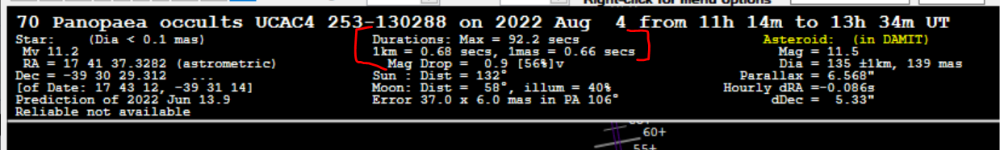 Right-click for menu options
70 Panopaea occults UCAC4 253-130288 on 2022 Aug 4 from 11h 14m to 13h 34m UT
Star: (Dia < 0.1 mas)
Mv 11.2
RA = 17 41 37.3282 (astrometric)
Dec = -39 30 29.312 ...
[of Date: 17 43 12, -39 31 14]
Prediction of 2022 Jun 13.9
Reliable not available
Durations: Max = 92.2 secs
1km = 0.68 secs, 1mas = 0.66 secs
Mag Drop = 0.9 [56%]v
Sun : Dist = 132°
Moon: Dist = 58°, illum = 40%
Error 37.0 x 6.0 mas in PA 106°
Asteroid: (in DAMIT)
Mag = 11.5
Dia = 135 ±1km, 139 mas
Parallax = 6.568"
Hourly dRA =-0.086s
dDec = 5.33"
60+
55+